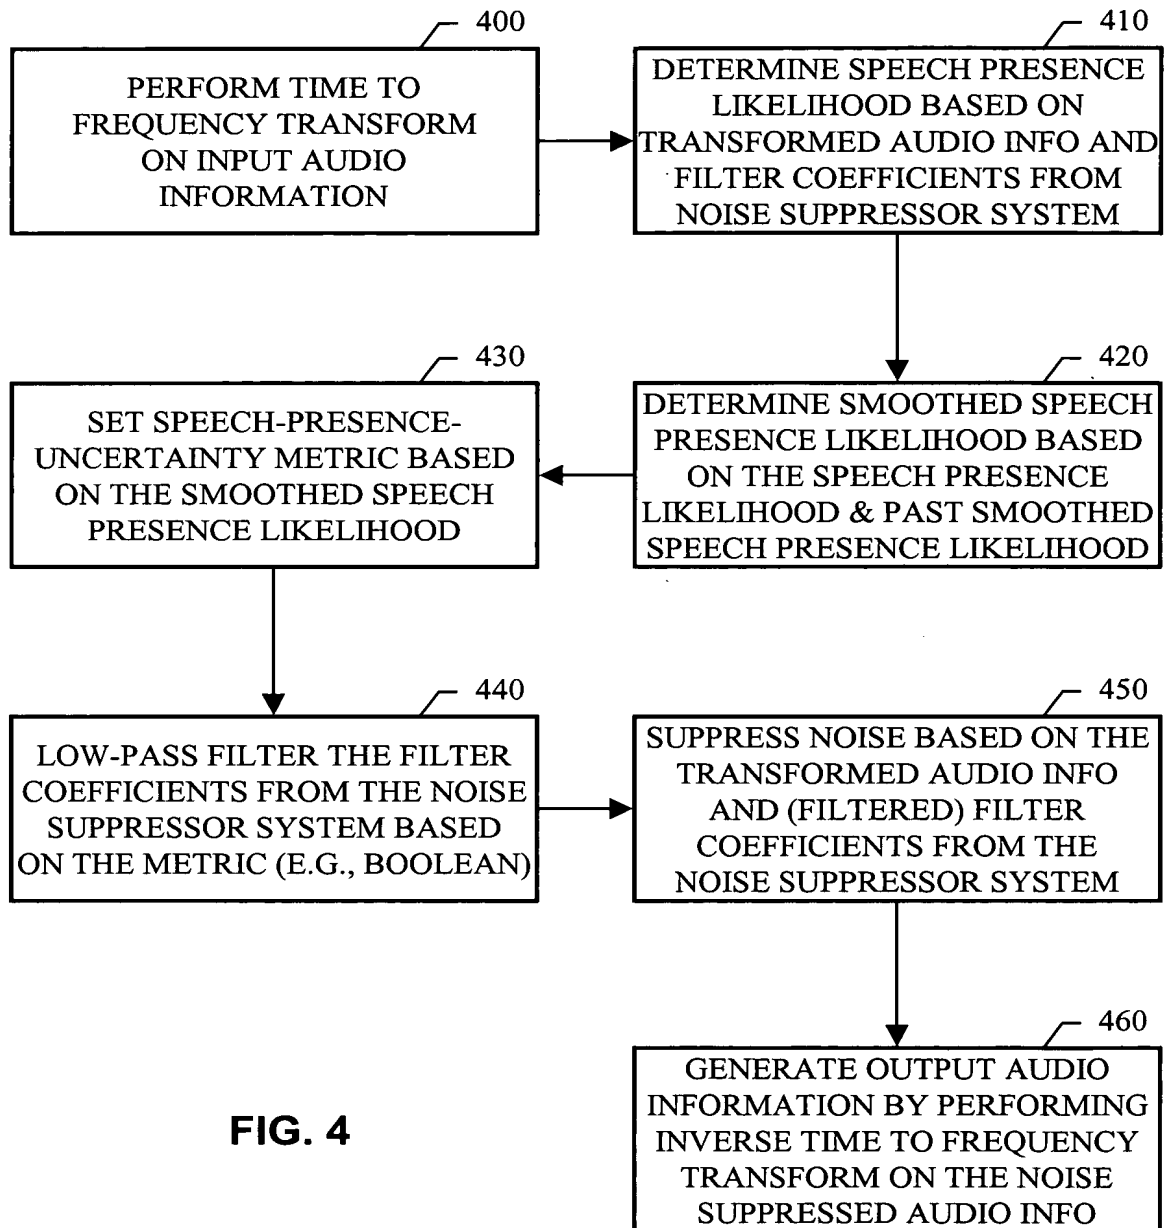 400
PERFORM TIME TO
FREQUENCY TRANSFORM
ON INPUT AUDIO
INFORMATION
410
DETERMINE SPEECH PRESENCE
LIKELIHOOD BASED ON
TRANSFORMED AUDIO INFO AND
FILTER COEFFICIENTS FROM
NOISE SUPPRESSOR SYSTEM
420
DETERMINE SMOOTHED SPEECH
PRESENCE LIKELIHOOD BASED
ON THE SPEECH PRESENCE
LIKELIHOOD & PAST SMOOTHED
SPEECH PRESENCE LIKELIHOOD
430
SET SPEECH-PRESENCE-
UNCERTAINTY METRIC BASED
ON THE SMOOTHED SPEECH
PRESENCE LIKELIHOOD
440
LOW-PASS FILTER THE FILTER
COEFFICIENTS FROM THE NOISE
SUPPRESSOR SYSTEM BASED
ON THE METRIC (E.G., BOOLEAN)
450
SUPPRESS NOISE BASED ON THE
TRANSFORMED AUDIO INFO
AND (FILTERED) FILTER
COEFFICIENTS FROM THE
NOISE SUPPRESSOR SYSTEM
460
GENERATE OUTPUT AUDIO
INFORMATION BY PERFORMING
INVERSE TIME TO FREQUENCY
TRANSFORM ON THE NOISE
SUPPRESSED AUDIO INFO
FIG. 4